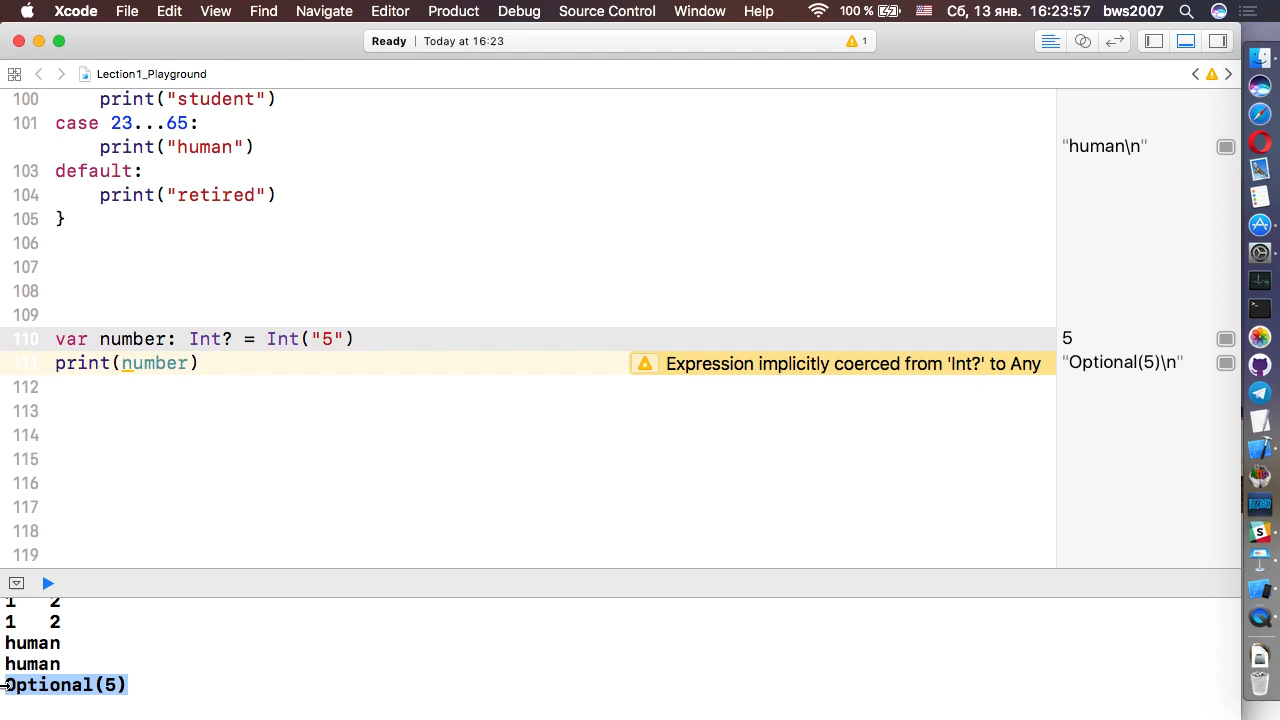 Xcode File Edit View Find Navigate Editor Product Debug Source Control Window Help 100 % Сб, 13 янв. 16:23:57 bws2007
Ready | Today at 16:23 1
Lection1_Playground
100 print("student")
101 case 23...65:
print("human") "human\n"
103 default:
104 print("retired")
105 }
106
107
108
109
110 var number: Int? = Int("5") 5
111 print(number) Expression implicitly coerced from 'Int?' to Any "Optional(5)\n"
112
113
114
115
116
117
118
119
1 2
1 2
human
human
Optional(5)